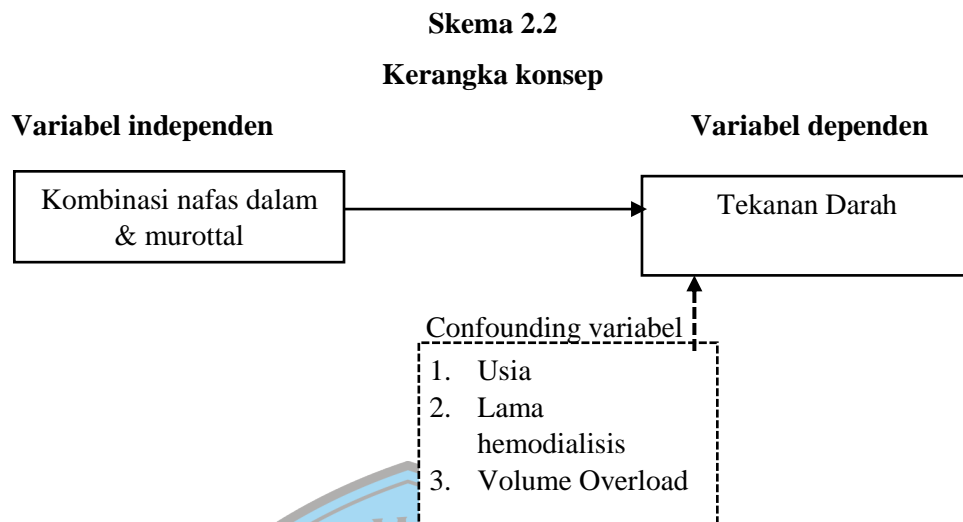 Skema 2.2
Kerangka konsep
Variabel independen
Variabel dependen
Kombinasi nafas dalam
& murottal
Tekanan Darah
Confounding variabel
1. Usia
2. Lama
hemodialisis
3. Volume Overload